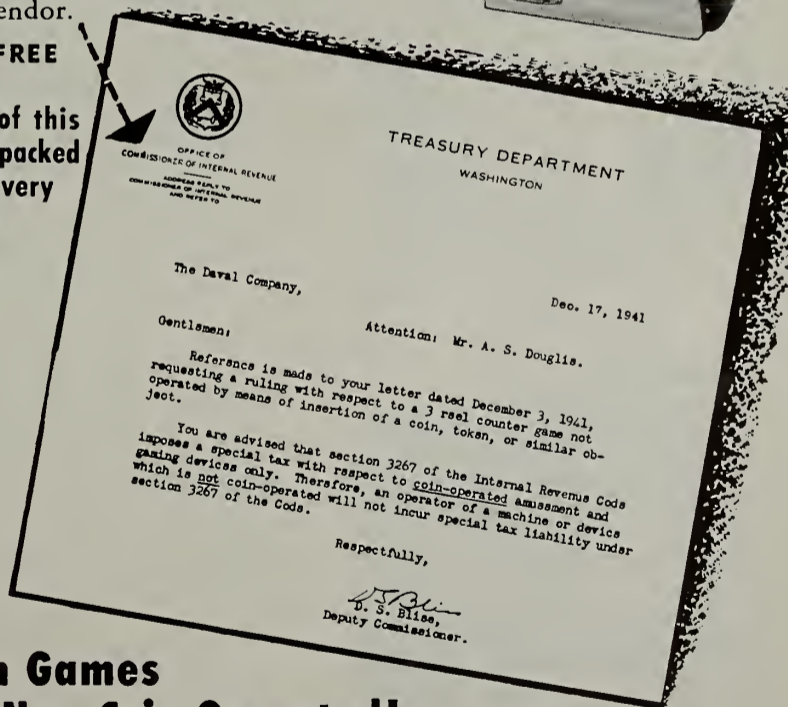 endor.
FREE
of this
packed
very
OFFICE OF
COMMISSIONER OF INTERNAL REVENUE
ADDRESS REPLY TO
COMMISSIONER OF INTERNAL REVENUE
AND REFER TO
TREASURY DEPARTMENT
WASHINGTON
The Daval Company,
Dec. 17, 1941
Attention: Mr. A. S. Douglis.
Gentlemen:
Reference is made to your letter dated December 3, 1941,
requesting a ruling with respect to a 3 reel counter game not
operated by means of insertion of a coin, token, or similar ob-
ject.
You are advised that section 3267 of the Internal Revenue Code
imposes a special tax with respect to coin-operated amusement and
gaming devices only. Therefore, an operator of a machine or device
which is not coin-operated will not incur special tax liability under
section 3267 of the Code.
Respectfully,
D S Bliss
D. S. Bliss,
Deputy Commissioner.
n Games